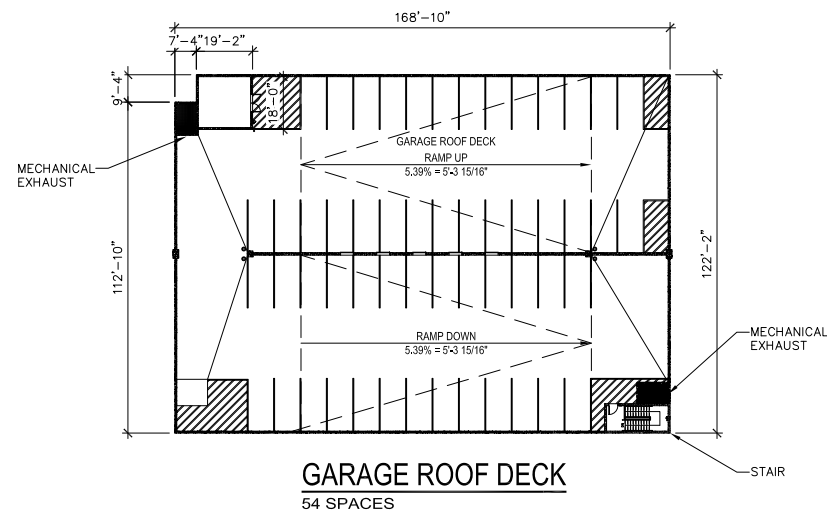 168'-10"
7'-4"19'-2"
9'-4"
18'-0"
GARAGE ROOF DECK
RAMP UP
5.39% = 5'-3 15/16"
MECHANICAL
EXHAUST
112'-10"
122'-2"
RAMP DOWN
5.39% = 5'-3 15/16"
MECHANICAL
EXHAUST
STAIR
GARAGE ROOF DECK
54 SPACES